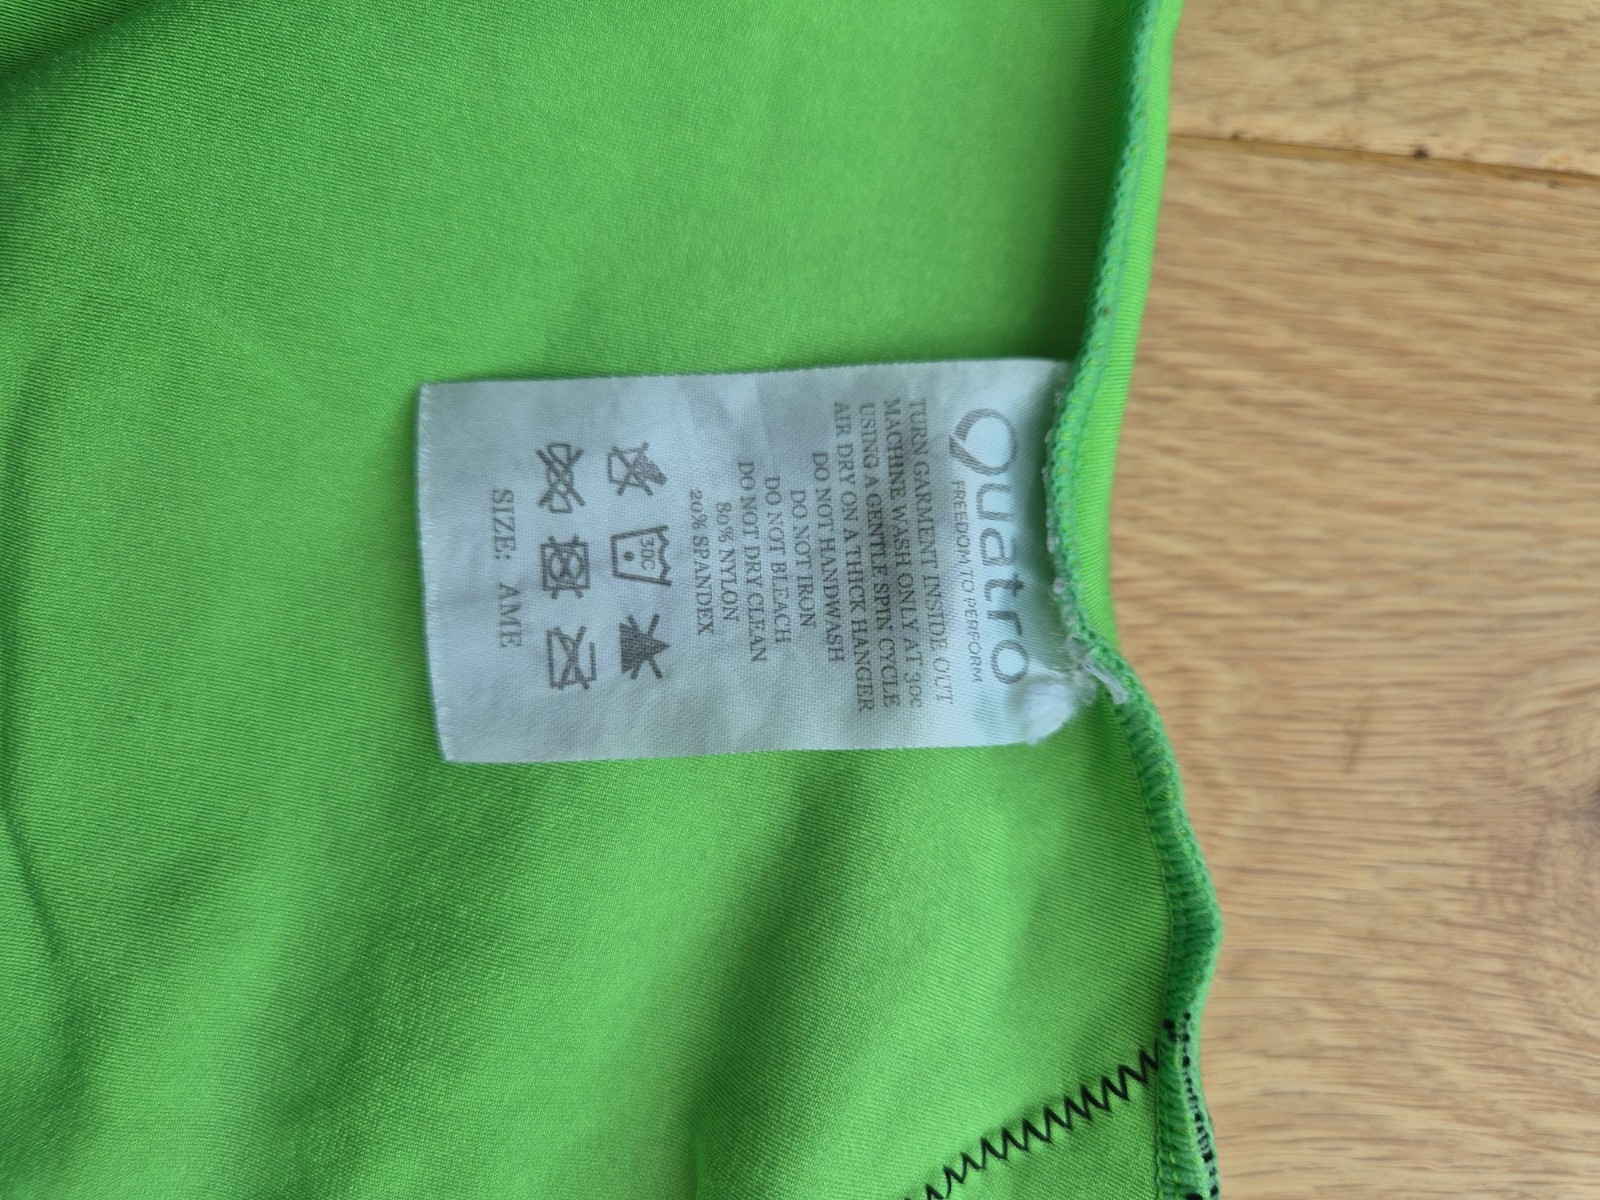 Quatro
FREEDOM TO PERFORM
TURN GARMENT INSIDE OUT
MACHINE WASH ONLY AT 30c
USING A GENTLE SPIN CYCLE
AIR DRY ON A THICK HANGER
DO NOT HANDWASH
DO NOT IRON
DO NOT BLEACH
DO NOT DRY CLEAN
80% NYLON
20% SPANDEX
30C
SIZE: AME